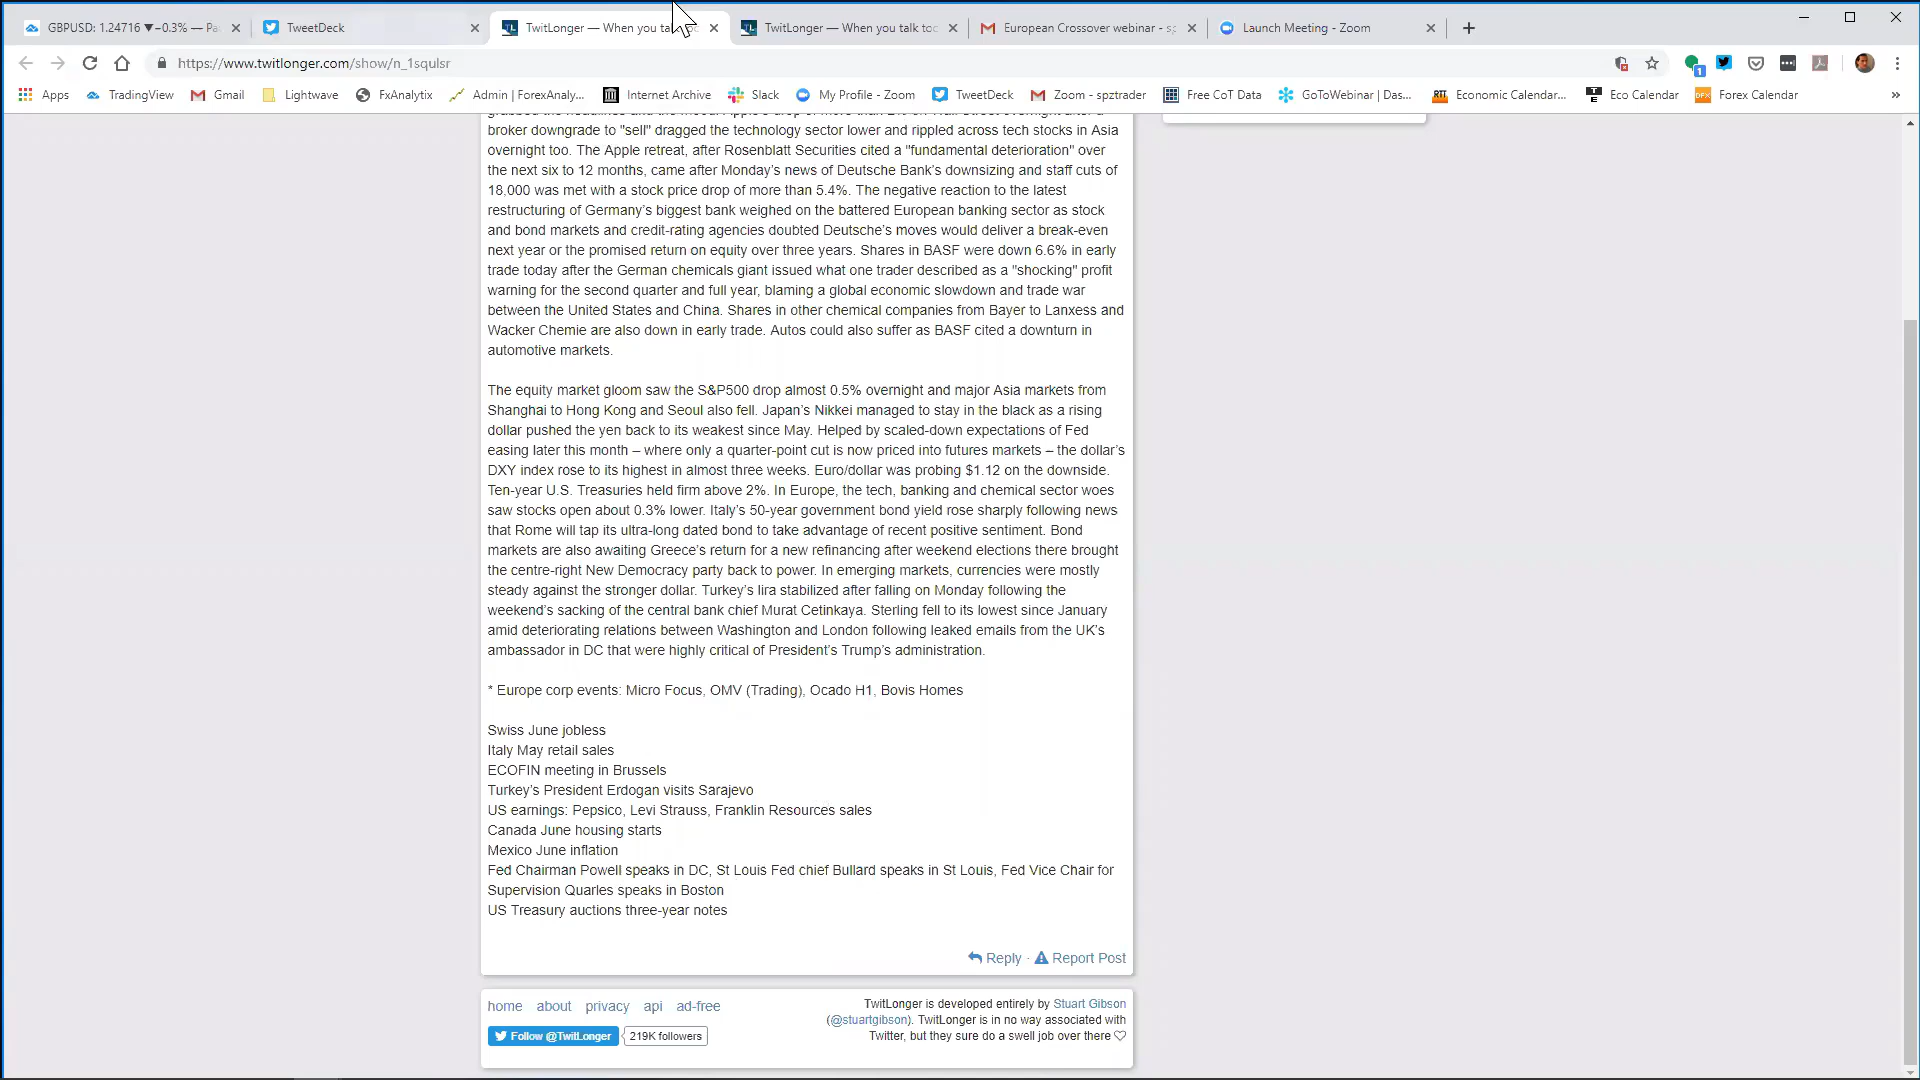 GBPUSD: 1.24716 ▼−0.3% — Pa
TweetDeck
TwitLonger — When you ta
TwitLonger — When you talk too
European Crossover webinar - sp
Launch Meeting - Zoom
https://www.twitlonger.com/show/n_1squlsr
Apps
TradingView
Gmail
Lightwave
FxAnalytix
Admin | ForexAnaly...
Internet Archive
Slack
My Profile - Zoom
TweetDeck
Zoom - spztrader
Free CoT Data
GoToWebinar | Das...
Economic Calendar...
Eco Calendar
Forex Calendar
broker downgrade to "sell" dragged the technology sector lower and rippled across tech stocks in Asia
overnight too. The Apple retreat, after Rosenblatt Securities cited a "fundamental deterioration" over
the next six to 12 months, came after Monday’s news of Deutsche Bank’s downsizing and staff cuts of
18,000 was met with a stock price drop of more than 5.4%. The negative reaction to the latest
restructuring of Germany’s biggest bank weighed on the battered European banking sector as stock
and bond markets and credit-rating agencies doubted Deutsche’s moves would deliver a break-even
next year or the promised return on equity over three years. Shares in BASF were down 6.6% in early
trade today after the German chemicals giant issued what one trader described as a "shocking" profit
warning for the second quarter and full year, blaming a global economic slowdown and trade war
between the United States and China. Shares in other chemical companies from Bayer to Lanxess and
Wacker Chemie are also down in early trade. Autos could also suffer as BASF cited a downturn in
automotive markets.
The equity market gloom saw the S&P500 drop almost 0.5% overnight and major Asia markets from
Shanghai to Hong Kong and Seoul also fell. Japan’s Nikkei managed to stay in the black as a rising
dollar pushed the yen back to its weakest since May. Helped by scaled-down expectations of Fed
easing later this month – where only a quarter-point cut is now priced into futures markets – the dollar’s
DXY index rose to its highest in almost three weeks. Euro/dollar was probing $1.12 on the downside.
Ten-year U.S. Treasuries held firm above 2%. In Europe, the tech, banking and chemical sector woes
saw stocks open about 0.3% lower. Italy’s 50-year government bond yield rose sharply following news
that Rome will tap its ultra-long dated bond to take advantage of recent positive sentiment. Bond
markets are also awaiting Greece’s return for a new refinancing after weekend elections there brought
the centre-right New Democracy party back to power. In emerging markets, currencies were mostly
steady against the stronger dollar. Turkey’s lira stabilized after falling on Monday following the
weekend’s sacking of the central bank chief Murat Cetinkaya. Sterling fell to its lowest since January
amid deteriorating relations between Washington and London following leaked emails from the UK’s
ambassador in DC that were highly critical of President’s Trump’s administration.
* Europe corp events: Micro Focus, OMV (Trading), Ocado H1, Bovis Homes
Swiss June jobless
Italy May retail sales
ECOFIN meeting in Brussels
Turkey’s President Erdogan visits Sarajevo
US earnings: Pepsico, Levi Strauss, Franklin Resources sales
Canada June housing starts
Mexico June inflation
Fed Chairman Powell speaks in DC, St Louis Fed chief Bullard speaks in St Louis, Fed Vice Chair for
Supervision Quarles speaks in Boston
US Treasury auctions three-year notes
Reply · Report Post
home about privacy api ad-free
Follow @TwitLonger 219K followers
TwitLonger is developed entirely by Stuart Gibson
(@stuartgibson). TwitLonger is in no way associated with
Twitter, but they sure do a swell job over there ♡